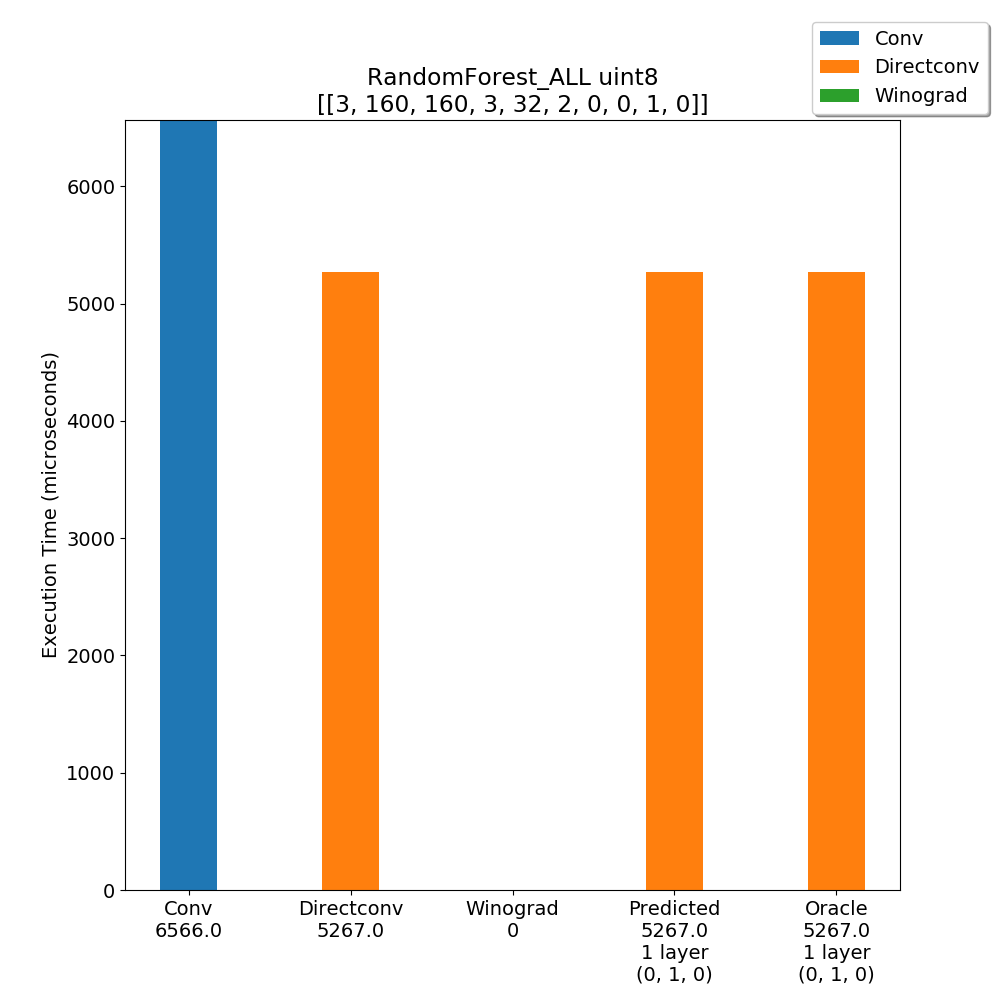 Conv
Directconv
Winograd
RandomForest_ALL uint8
[[3, 160, 160, 3, 32, 2, 0, 0, 1, 0]]
Execution Time (microseconds)
6000
5000
4000
3000
2000
1000
0
Conv
6566.0
Directconv
5267.0
Winograd
0
Predicted
5267.0
1 layer
(0, 1, 0)
Oracle
5267.0
1 layer
(0, 1, 0)